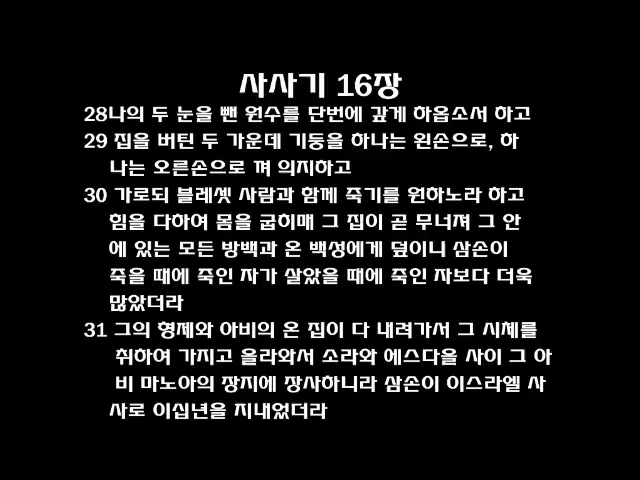 사사기 16장
28나의 두 눈을 뺀 원수를 단번에 갚게 하옵소서 하고
29 집을 버틴 두 가운데 기둥을 하나는 왼손으로, 하
나는 오른손으로 껴 의지하고
30 가로되 블레셋 사람과 함께 죽기를 원하노라 하고
힘을 다하여 몸을 굽히매 그 집이 곧 무너져 그 안
에 있는 모든 방백과 온 백성에게 덮이니 삼손이
죽을 때에 죽인 자가 살았을 때에 죽인 자보다 더욱
많았더라
31 그의 형제와 아비의 온 집이 다 내려가서 그 시체를
취하여 가지고 올라와서 소라와 에스다올 사이 그 아
비 마노아의 장지에 장사하니라 삼손이 이스라엘 사
사로 이십년을 지내었더라